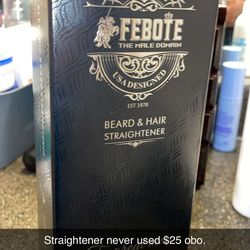 FEBOTE
THE MALE DOMAIN
USA DESIGNED
EST 1978
BEARD & HAIR
STRAIGHTENER
Straightener never used $25 obo.